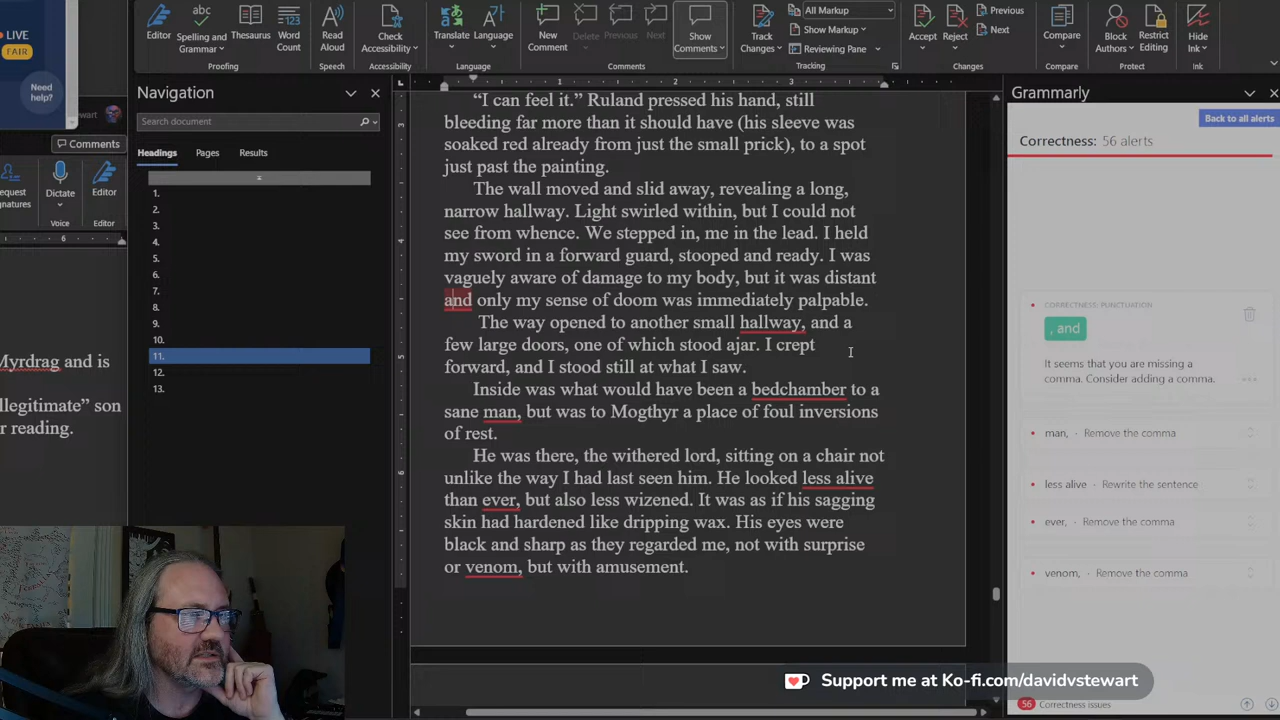 LIVE
FAIR
Need
help?
Editor
Spelling and
Grammar
Thesaurus
Word
Count
Proofing
Read
Aloud
Speech
Check
Accessibility
Accessibility
Translate
Language
Language
New
Comment
Delete
Previous
Next
Show
Comments
Comments
Track
Changes
All Markup
Show Markup
Reviewing Pane
Tracking
Accept
Reject
Previous
Next
Changes
Compare
Compare
Block
Authors
Restrict
Editing
Protect
Hide
Ink
Ink
Navigation
Search document
Headings
Pages
Results
1.
2.
3.
4.
5.
6.
7.
8.
9.
10.
11.
12.
13.
Comments
Dictate
Voice
Editor
Editor
6
Myrdrag and is
llegitimate” son
r reading.
1
2
3
3
4
5
6
“I can feel it.” Ruland pressed his hand, still
bleeding far more than it should have (his sleeve was
soaked red already from just the small prick), to a spot
just past the painting.
The wall moved and slid away, revealing a long,
narrow hallway. Light swirled within, but I could not
see from whence. We stepped in, me in the lead. I held
my sword in a forward guard, stooped and ready. I was
vaguely aware of damage to my body, but it was distant
and only my sense of doom was immediately palpable.
The way opened to another small hallway, and a
few large doors, one of which stood ajar. I crept
forward, and I stood still at what I saw.
Inside was what would have been a bedchamber to a
sane man, but was to Mogthyr a place of foul inversions
of rest.
He was there, the withered lord, sitting on a chair not
unlike the way I had last seen him. He looked less alive
than ever, but also less wizened. It was as if his sagging
skin had hardened like dripping wax. His eyes were
black and sharp as they regarded me, not with surprise
or venom, but with amusement.
Grammarly
Back to all alerts
Correctness: 56 alerts
CORRECTNESS: PUNCTUATION
, and
It seems that you are missing a
comma. Consider adding a comma.
man, · Remove the comma
less alive · Rewrite the sentence
ever, · Remove the comma
venom, · Remove the comma
56 Correctness issues
Support me at Ko-fi.com/davidvstewart